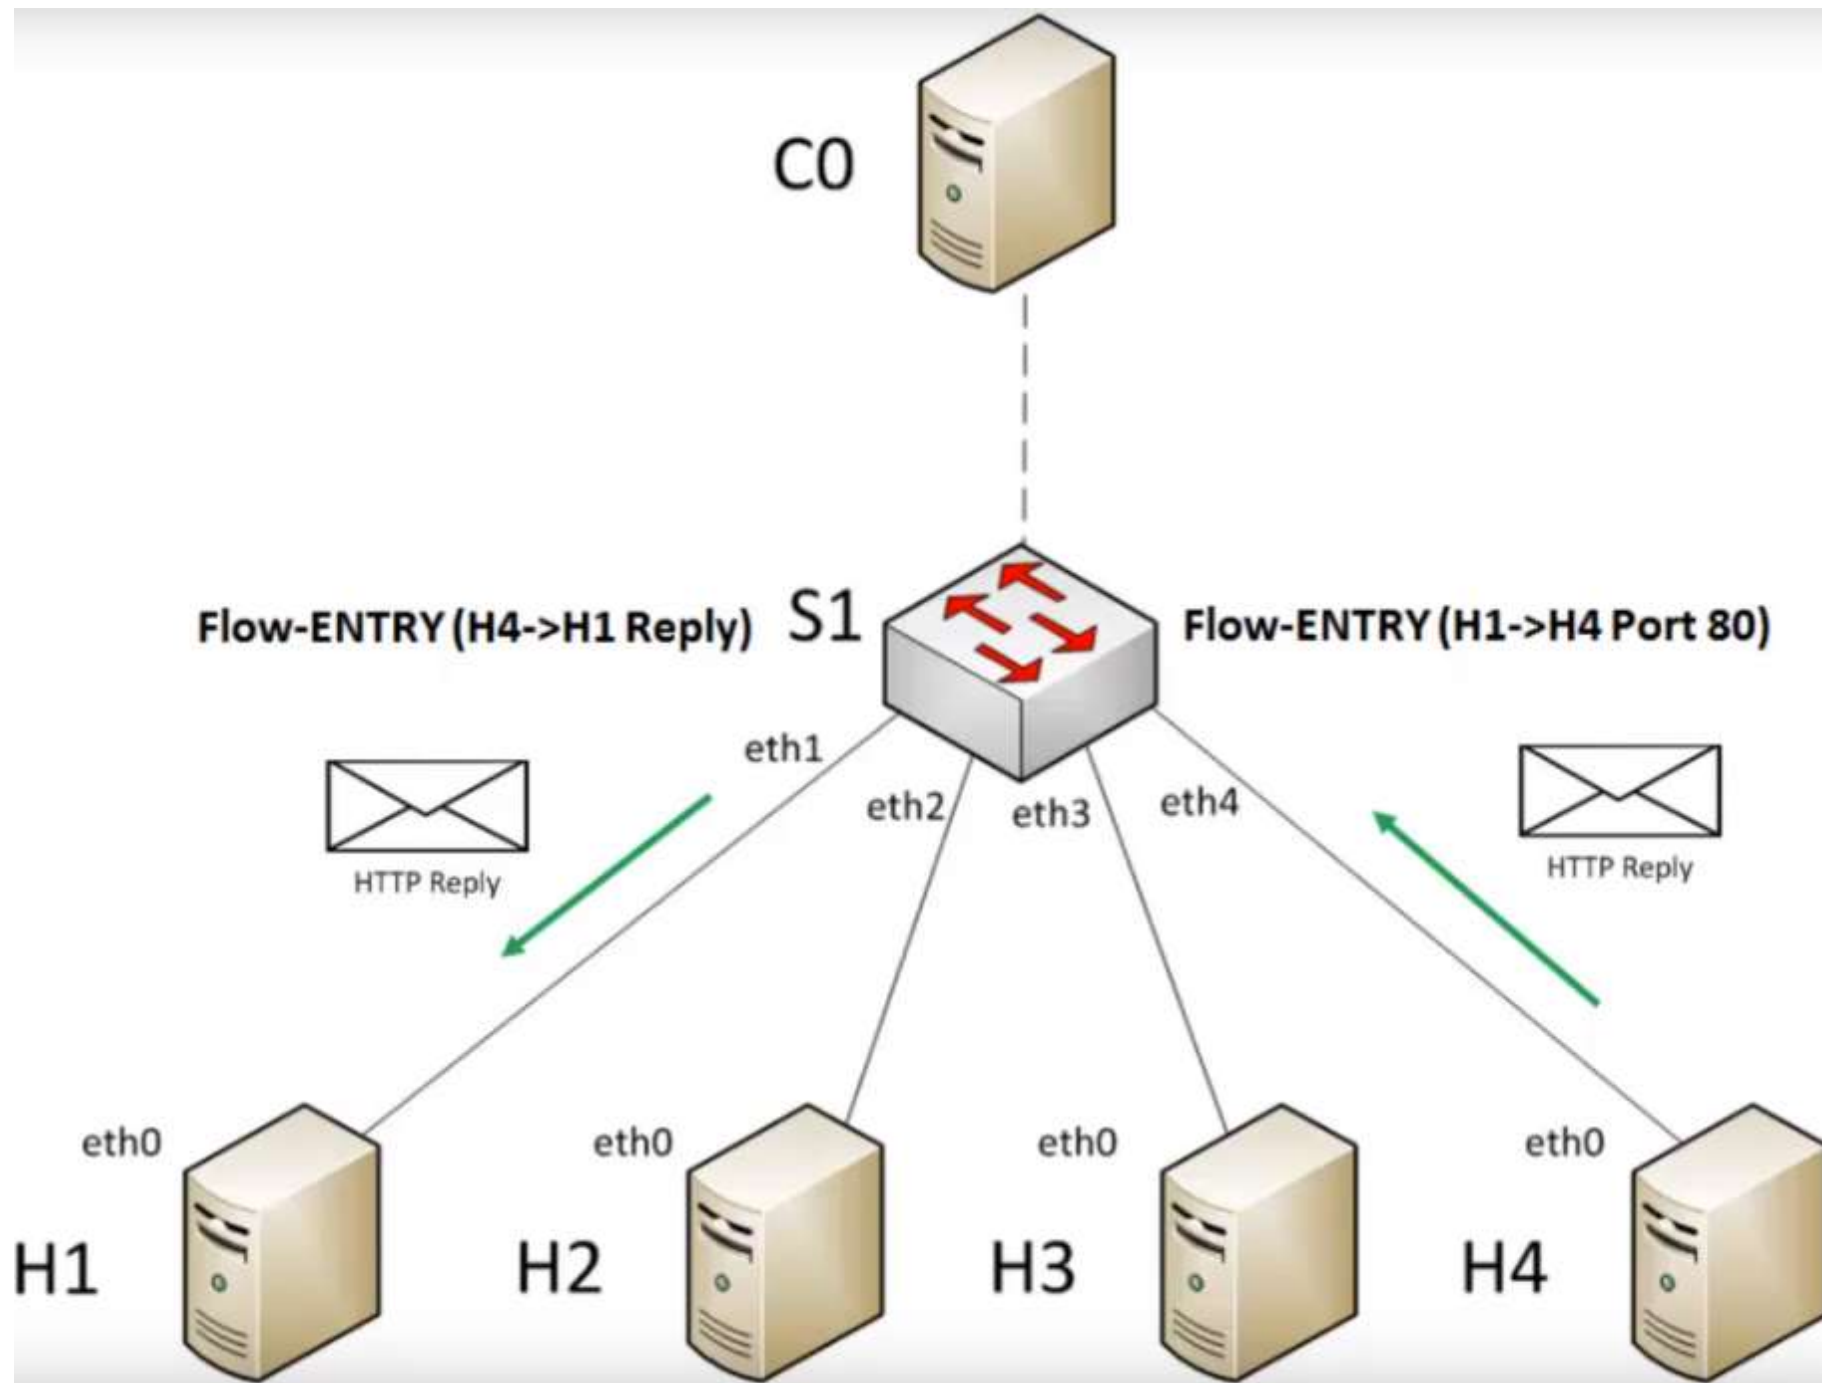 C0
Flow-ENTRY (H4->H1 Reply)
S1
Flow-ENTRY (H1->H4 Port 80)
eth1
eth2
eth3
eth4
HTTP Reply
HTTP Reply
eth0
eth0
eth0
eth0
H1
H2
H3
H4